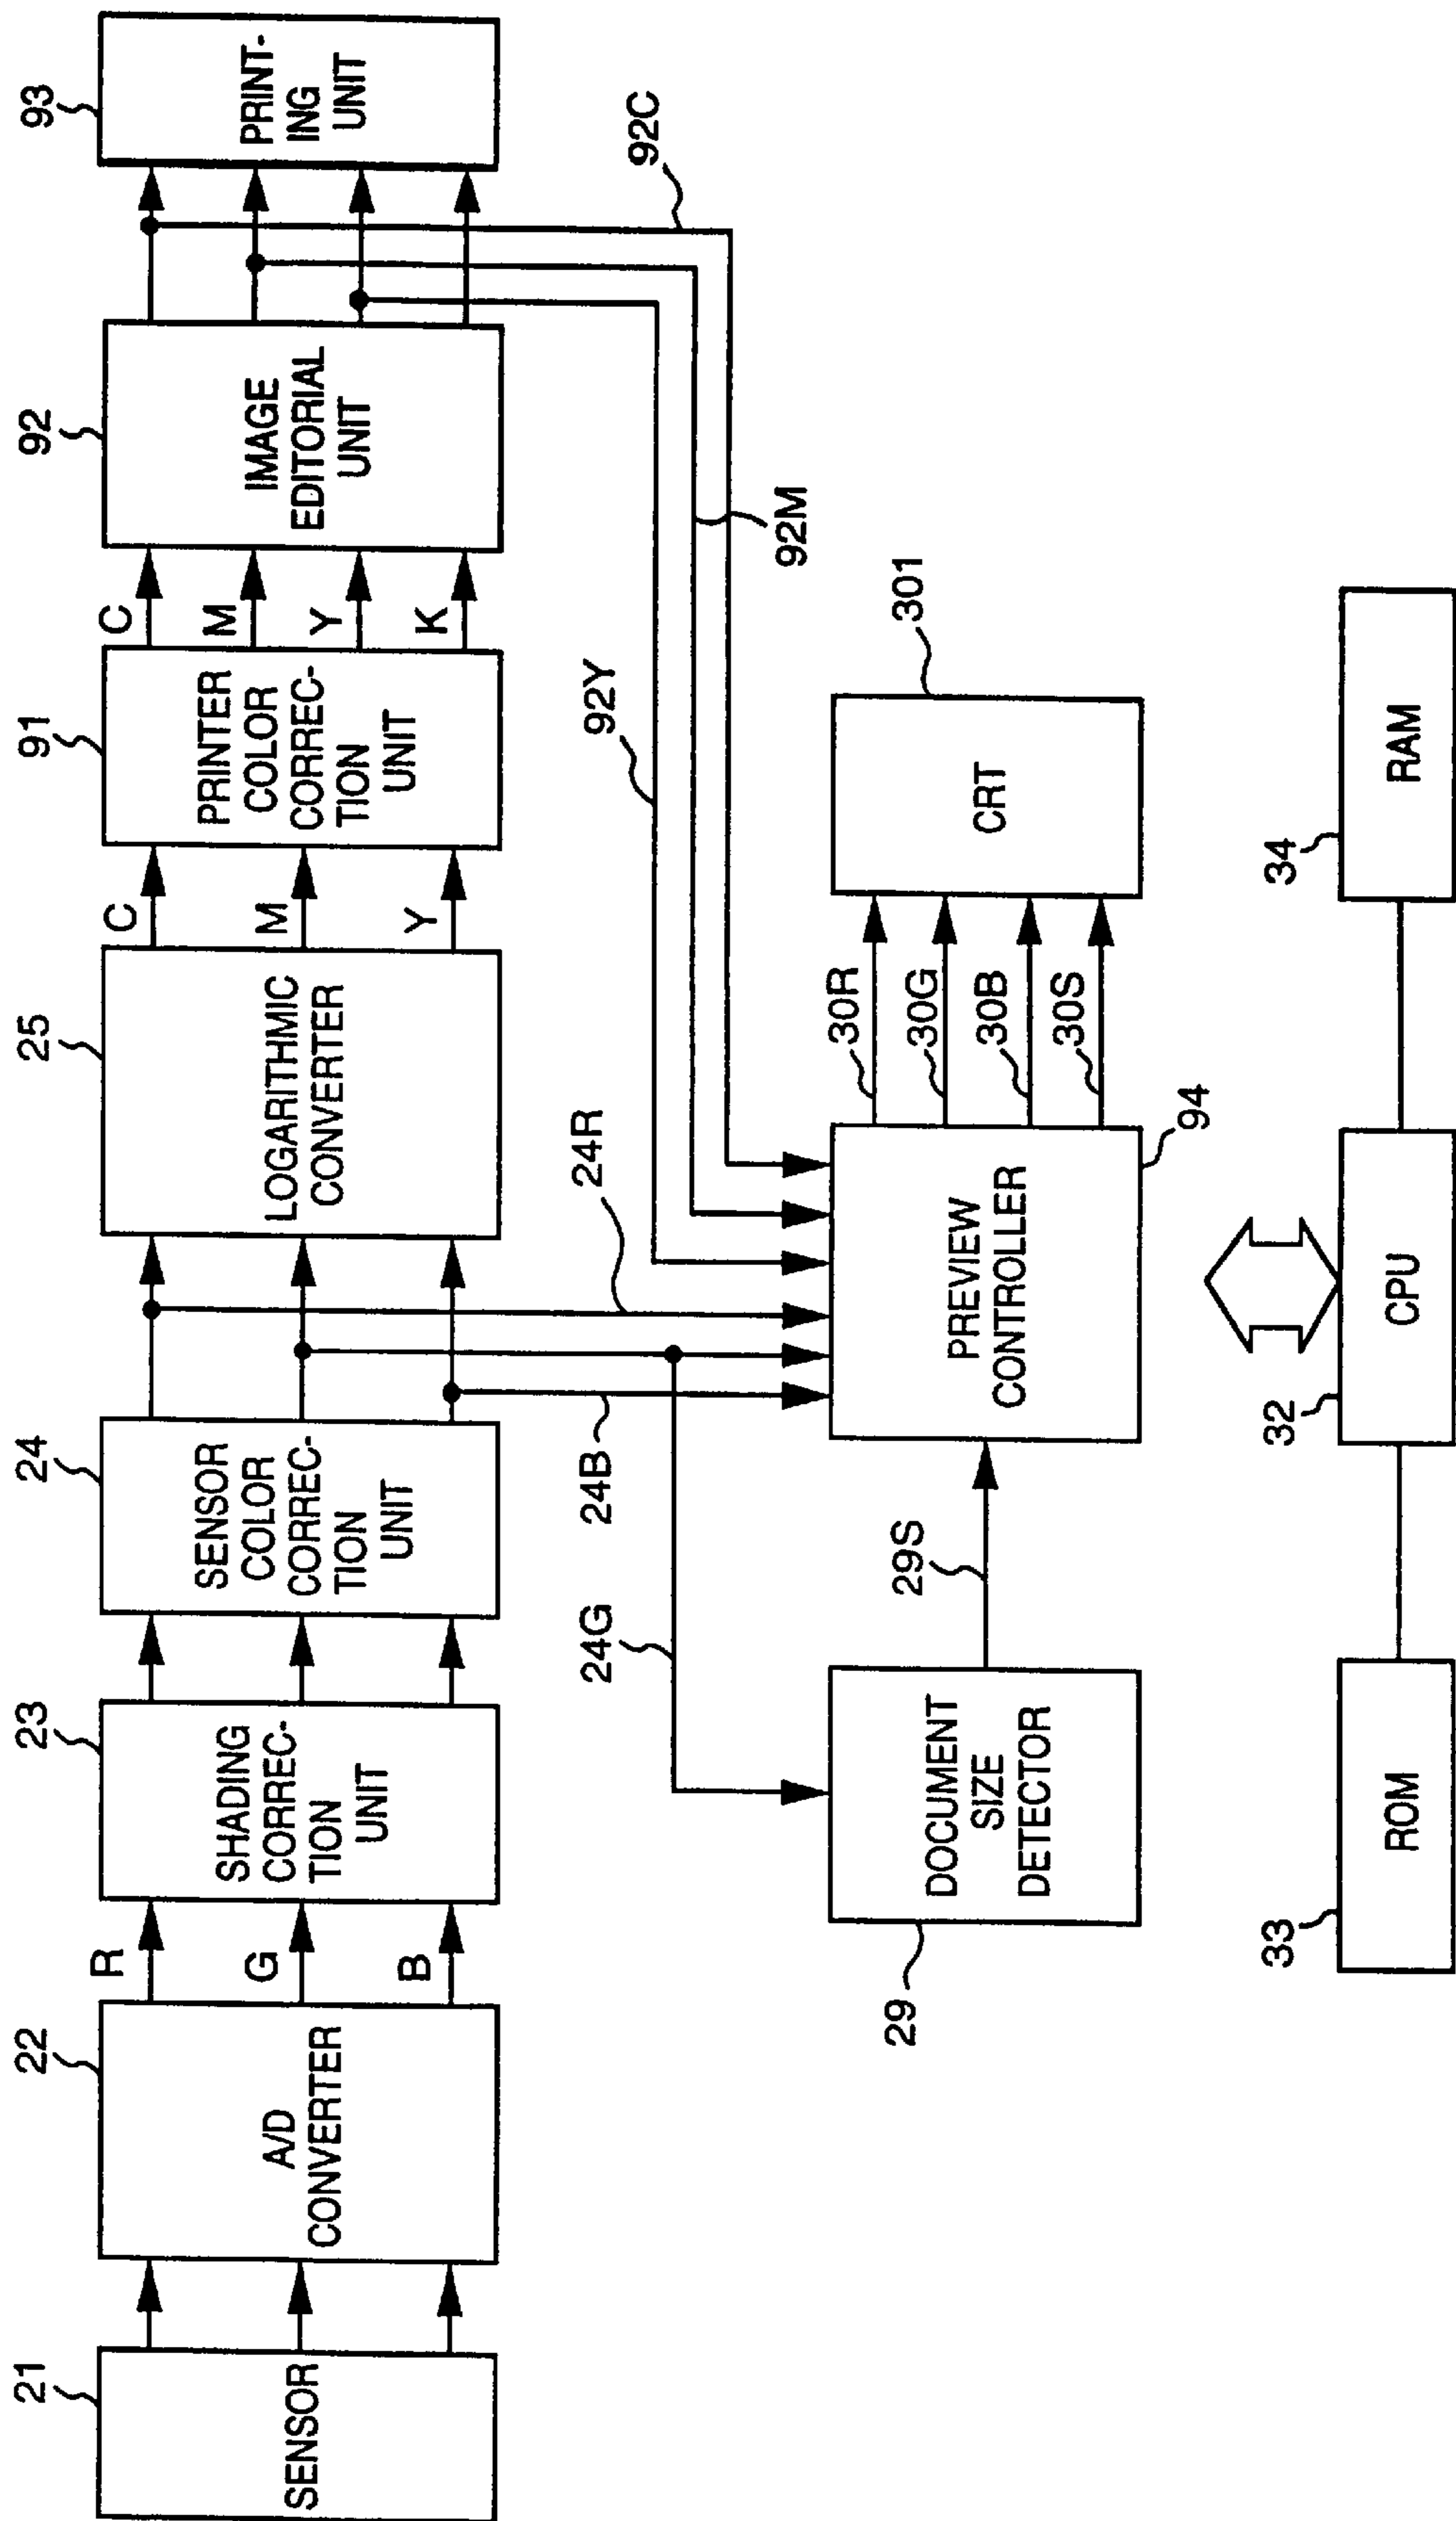 21
22
23
24
25
91
92
93
SENSOR
A/D
CONVERTER
R
G
B
SHADING
CORREC-
TION
UNIT
SENSOR
COLOR
CORREC-
TION
UNIT
LOGARITHMIC
CONVERTER
C
M
Y
PRINTER
COLOR
CORREC-
TION
UNIT
C
M
Y
K
IMAGE
EDITORIAL
UNIT
PRINT-
ING
UNIT
24G
24B
24R
92Y
92M
92C
29
DOCUMENT
SIZE
DETECTOR
29S
PREVIEW
CONTROLLER
94
30R
30G
30B
30S
CRT
301
33
ROM
32
CPU
34
RAM